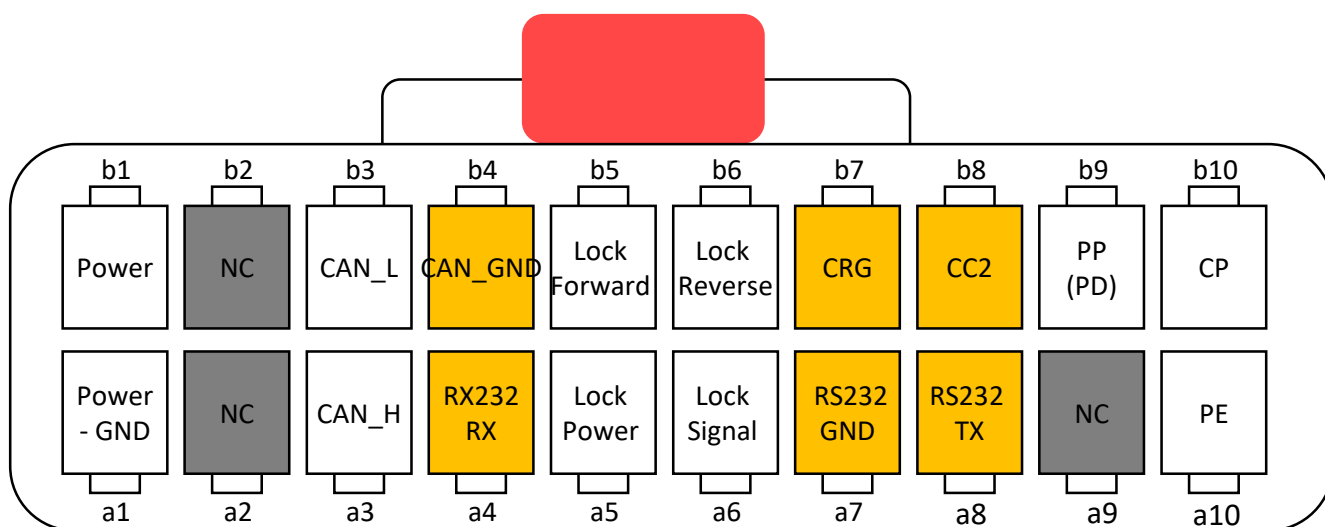 b1 b2 b3 b4 b5 b6 b7 b8 b9 b10
Power
NC
CAN_L
CAN_GND
Lock
Forward
Lock
Reverse
CRG
CC2
PP
(PD)
CP
Power
- GND
NC
CAN_H
RX232
RX
Lock
Power
Lock
Signal
RS232
GND
RS232
TX
NC
PE
a1 a2 a3 a4 a5 a6 a7 a8 a9 a10